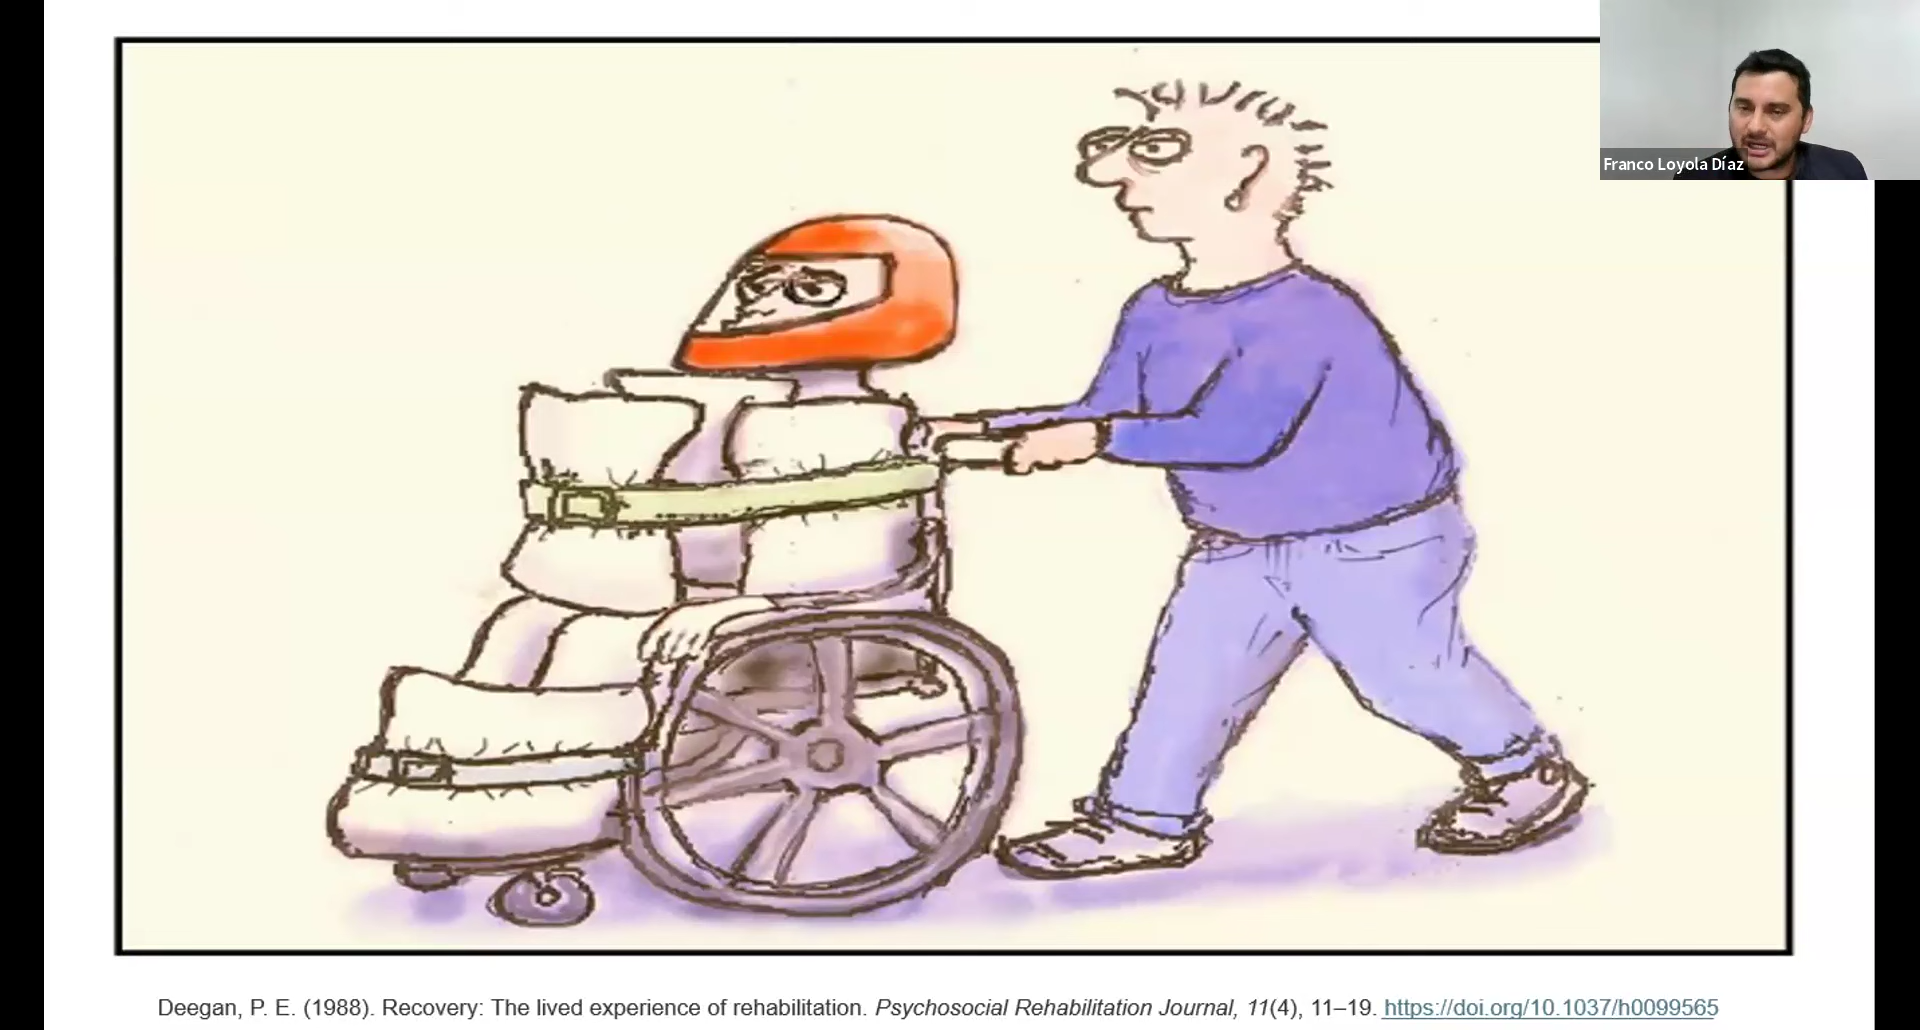 Franco Loyola Díaz
Deegan, P. E. (1988). Recovery: The lived experience of rehabilitation. Psychosocial Rehabilitation Journal, 11(4), 11–19. https://doi.org/10.1037/h0099565